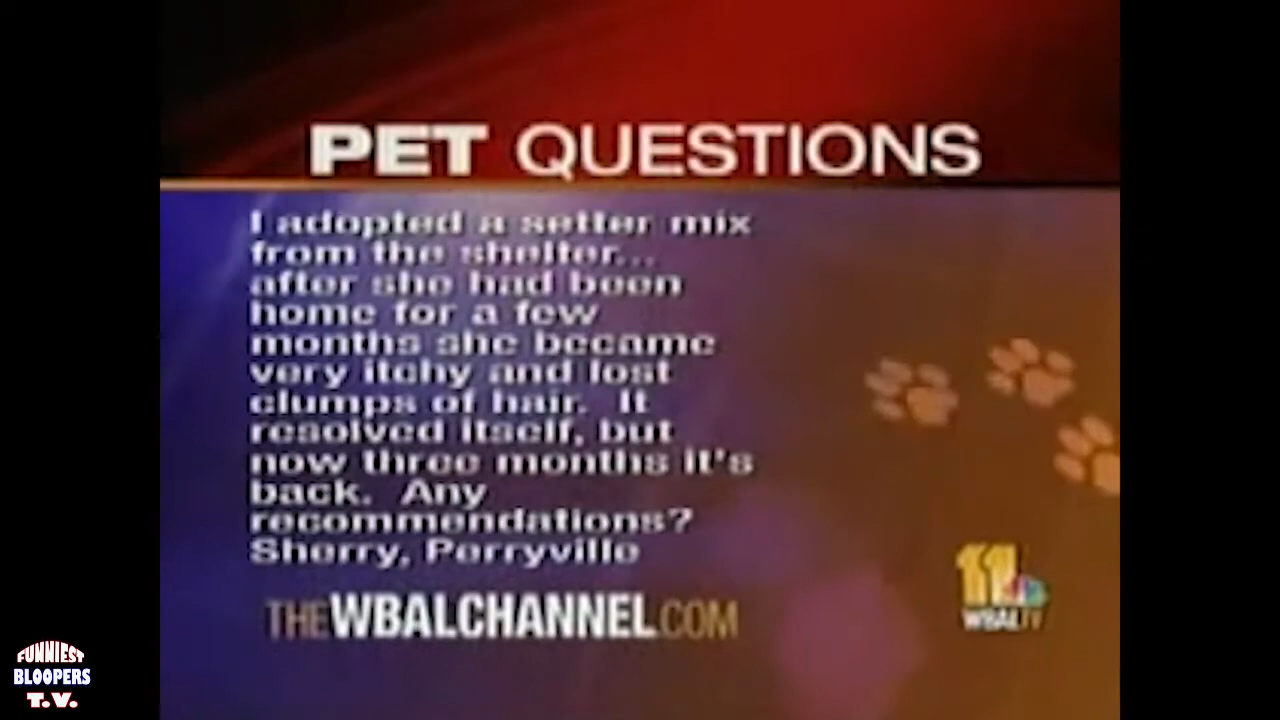 PET QUESTIONS
I adopted a setter mix
from the shelter...
after she had been
home for a few
months she became
very itchy and lost
clumps of hair.  It
resolved itself, but
now three months it's
back.  Any
recommendations?
Sherry, Perryville
THEWBALCHANNEL.COM
11
WBALTV
FUNNIEST
BLOOPERS
T.V.